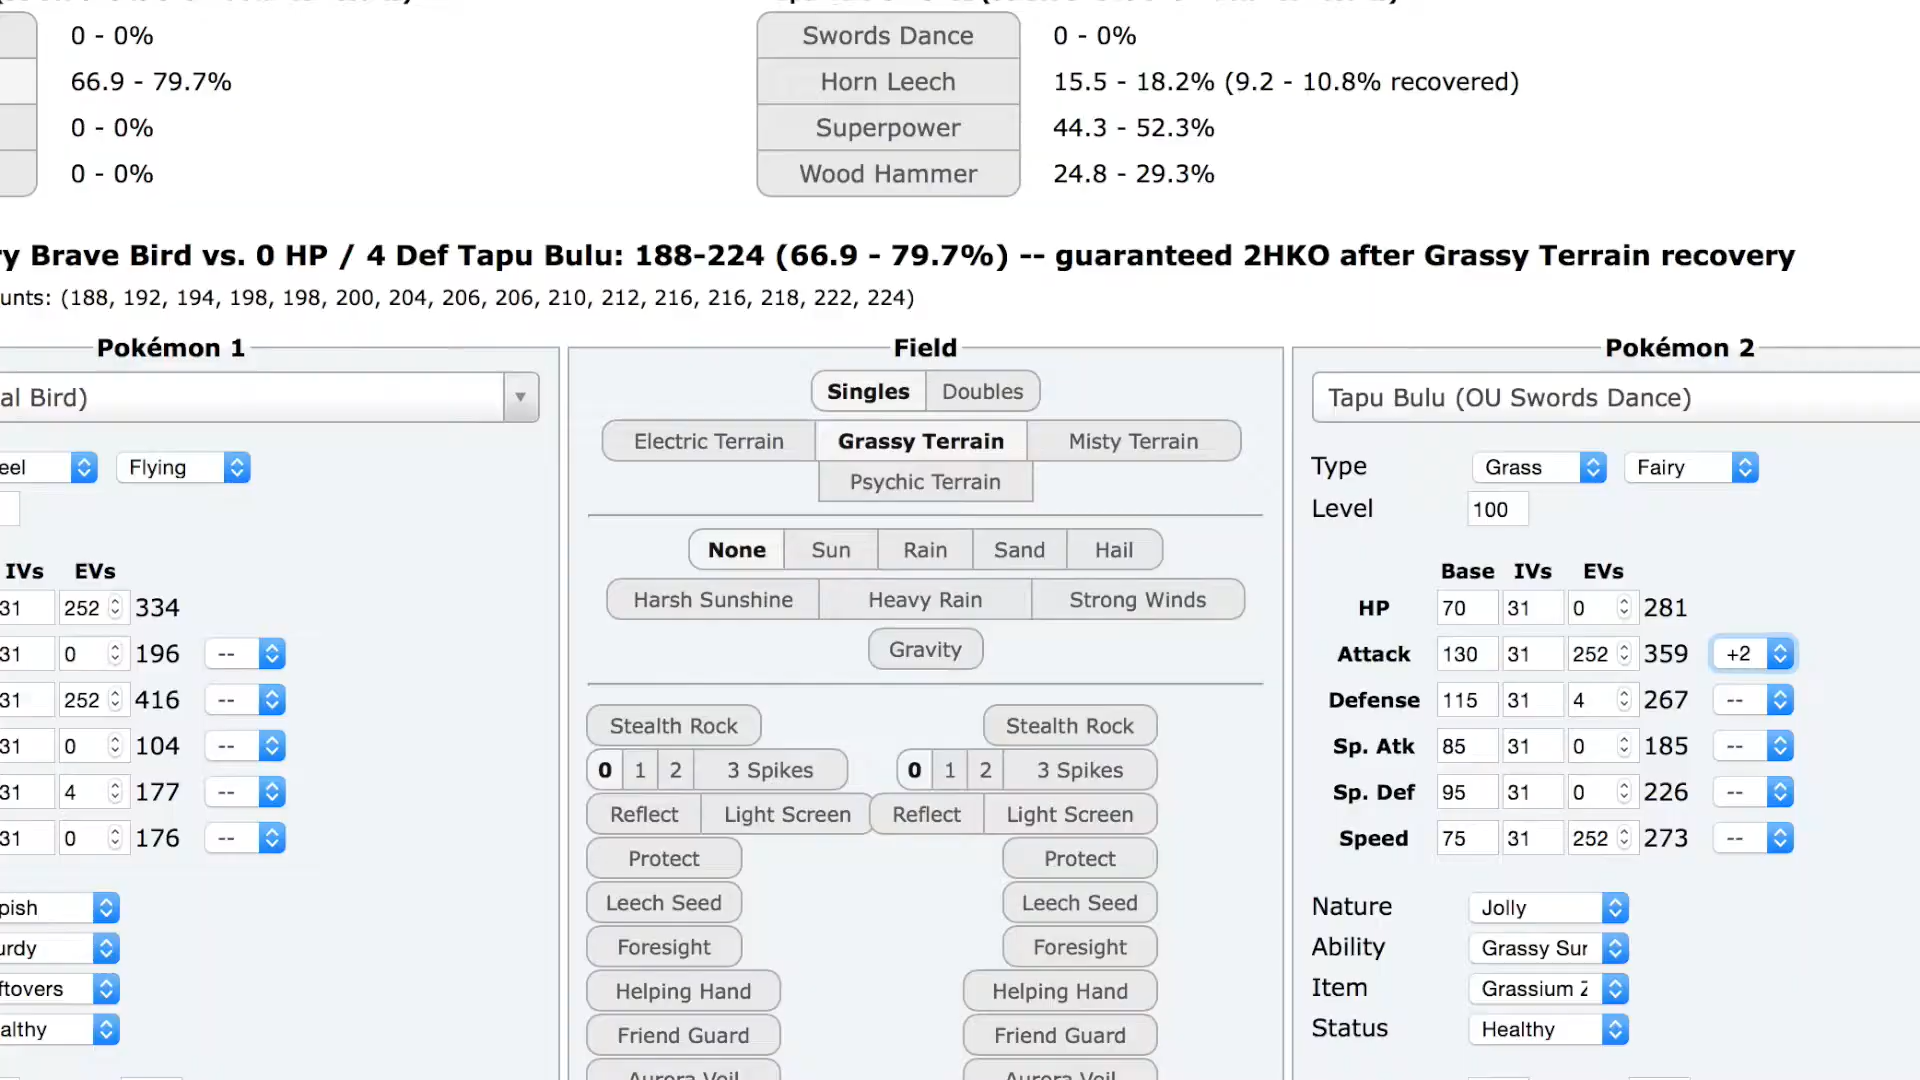 0 - 0%
66.9 - 79.7%
0 - 0%
0 - 0%
Swords Dance 0 - 0%
Horn Leech 15.5 - 18.2% (9.2 - 10.8% recovered)
Superpower 44.3 - 52.3%
Wood Hammer 24.8 - 29.3%
ry Brave Bird vs. 0 HP / 4 Def Tapu Bulu: 188-224 (66.9 - 79.7%) -- guaranteed 2HKO after Grassy Terrain recovery
unts: (188, 192, 194, 198, 198, 200, 204, 206, 206, 210, 212, 216, 216, 218, 222, 224)
Pokémon 1
al Bird)
eel Flying
IVs EVs
31 252 334
31 0 196 --
31 252 416 --
31 0 104 --
31 4 177 --
31 0 176 --
pish
urdy
ftovers
althy
Field
Singles Doubles
Electric Terrain Grassy Terrain Misty Terrain
Psychic Terrain
None Sun Rain Sand Hail
Harsh Sunshine Heavy Rain Strong Winds
Gravity
Stealth Rock Stealth Rock
0 1 2 3 Spikes 0 1 2 3 Spikes
Reflect Light Screen Reflect Light Screen
Protect Protect
Leech Seed Leech Seed
Foresight Foresight
Helping Hand Helping Hand
Friend Guard Friend Guard
Aurora Veil Aurora Veil
Pokémon 2
Tapu Bulu (OU Swords Dance)
Type Grass Fairy
Level 100
Base IVs EVs
HP 70 31 0 281
Attack 130 31 252 359 +2
Defense 115 31 4 267 --
Sp. Atk 85 31 0 185 --
Sp. Def 95 31 0 226 --
Speed 75 31 252 273 --
Nature Jolly
Ability Grassy Sur
Item Grassium Z
Status Healthy